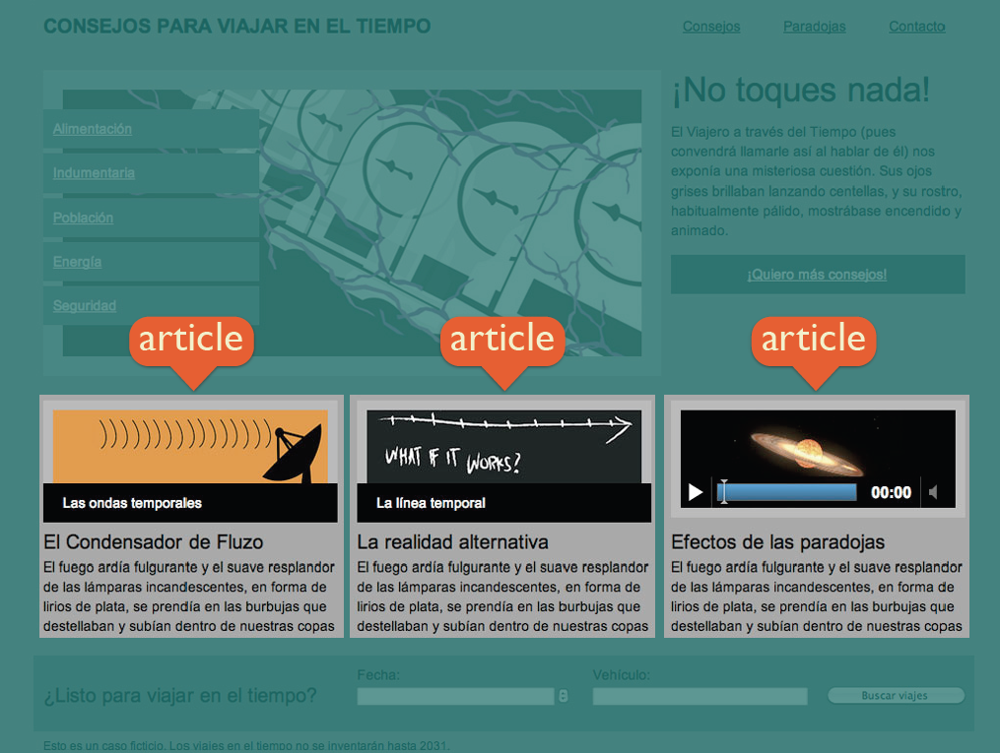 CONSEJOS PARA VIAJAR EN EL TIEMPO
Consejos Paradojas Contacto
Alimentación
Indumentaria
Población
Energía
Seguridad
¡No toques nada!
El Viajero a través del Tiempo (pues
convendrá llamarle así al hablar de él) nos
exponía una misteriosa cuestión. Sus ojos
grises brillaban lanzando centellas, y su rostro,
habitualmente pálido, mostrábase encendido y
animado.
¡Quiero más consejos!
article
article
article
Las ondas temporales
El Condensador de Fluzo
El fuego ardía fulgurante y el suave resplandor
de las lámparas incandescentes, en forma de
lirios de plata, se prendía en las burbujas que
destellaban y subían dentro de nuestras copas
WHAT IF IT WORKS?
La línea temporal
La realidad alternativa
El fuego ardía fulgurante y el suave resplandor
de las lámparas incandescentes, en forma de
lirios de plata, se prendía en las burbujas que
destellaban y subían dentro de nuestras copas
00:00
Efectos de las paradojas
El fuego ardía fulgurante y el suave resplandor
de las lámparas incandescentes, en forma de
lirios de plata, se prendía en las burbujas que
destellaban y subían dentro de nuestras copas
¿Listo para viajar en el tiempo?
Fecha:
Vehículo:
Buscar viajes
Esto es un caso ficticio. Los viajes en el tiempo no se inventarán hasta 2031.